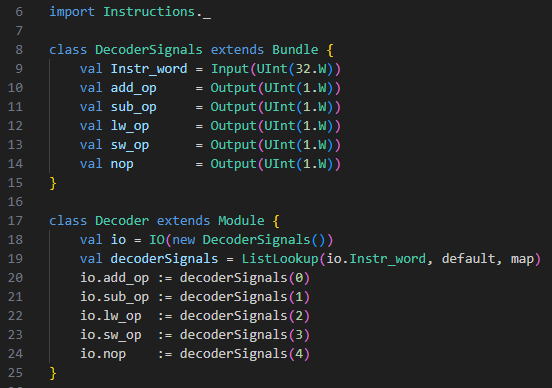 6 import Instructions._
7
8 class DecoderSignals extends Bundle {
9     val Instr_word = Input(UInt(32.W))
10     val add_op     = Output(UInt(1.W))
11     val sub_op     = Output(UInt(1.W))
12     val lw_op      = Output(UInt(1.W))
13     val sw_op      = Output(UInt(1.W))
14     val nop        = Output(UInt(1.W))
15 }
16
17 class Decoder extends Module {
18     val io = IO(new DecoderSignals())
19     val decoderSignals = ListLookup(io.Instr_word, default, map)
20     io.add_op := decoderSignals(0)
21     io.sub_op := decoderSignals(1)
22     io.lw_op  := decoderSignals(2)
23     io.sw_op  := decoderSignals(3)
24     io.nop    := decoderSignals(4)
25 }